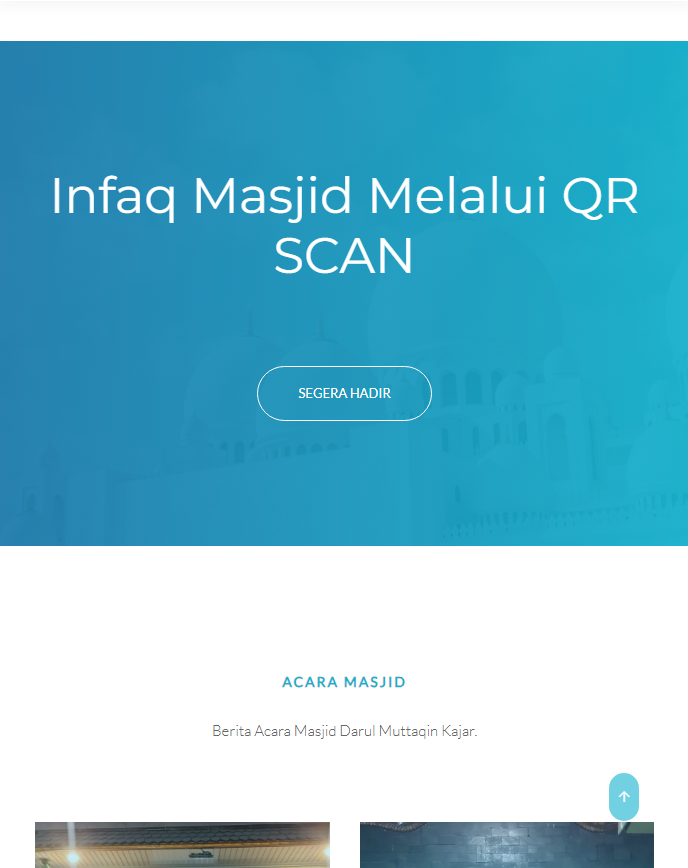 Infaq Masjid Melalui QR
SCAN
SEGERA HADIR
ACARA MASJID
Berita Acara Masjid Darul Muttaqin Kajar.